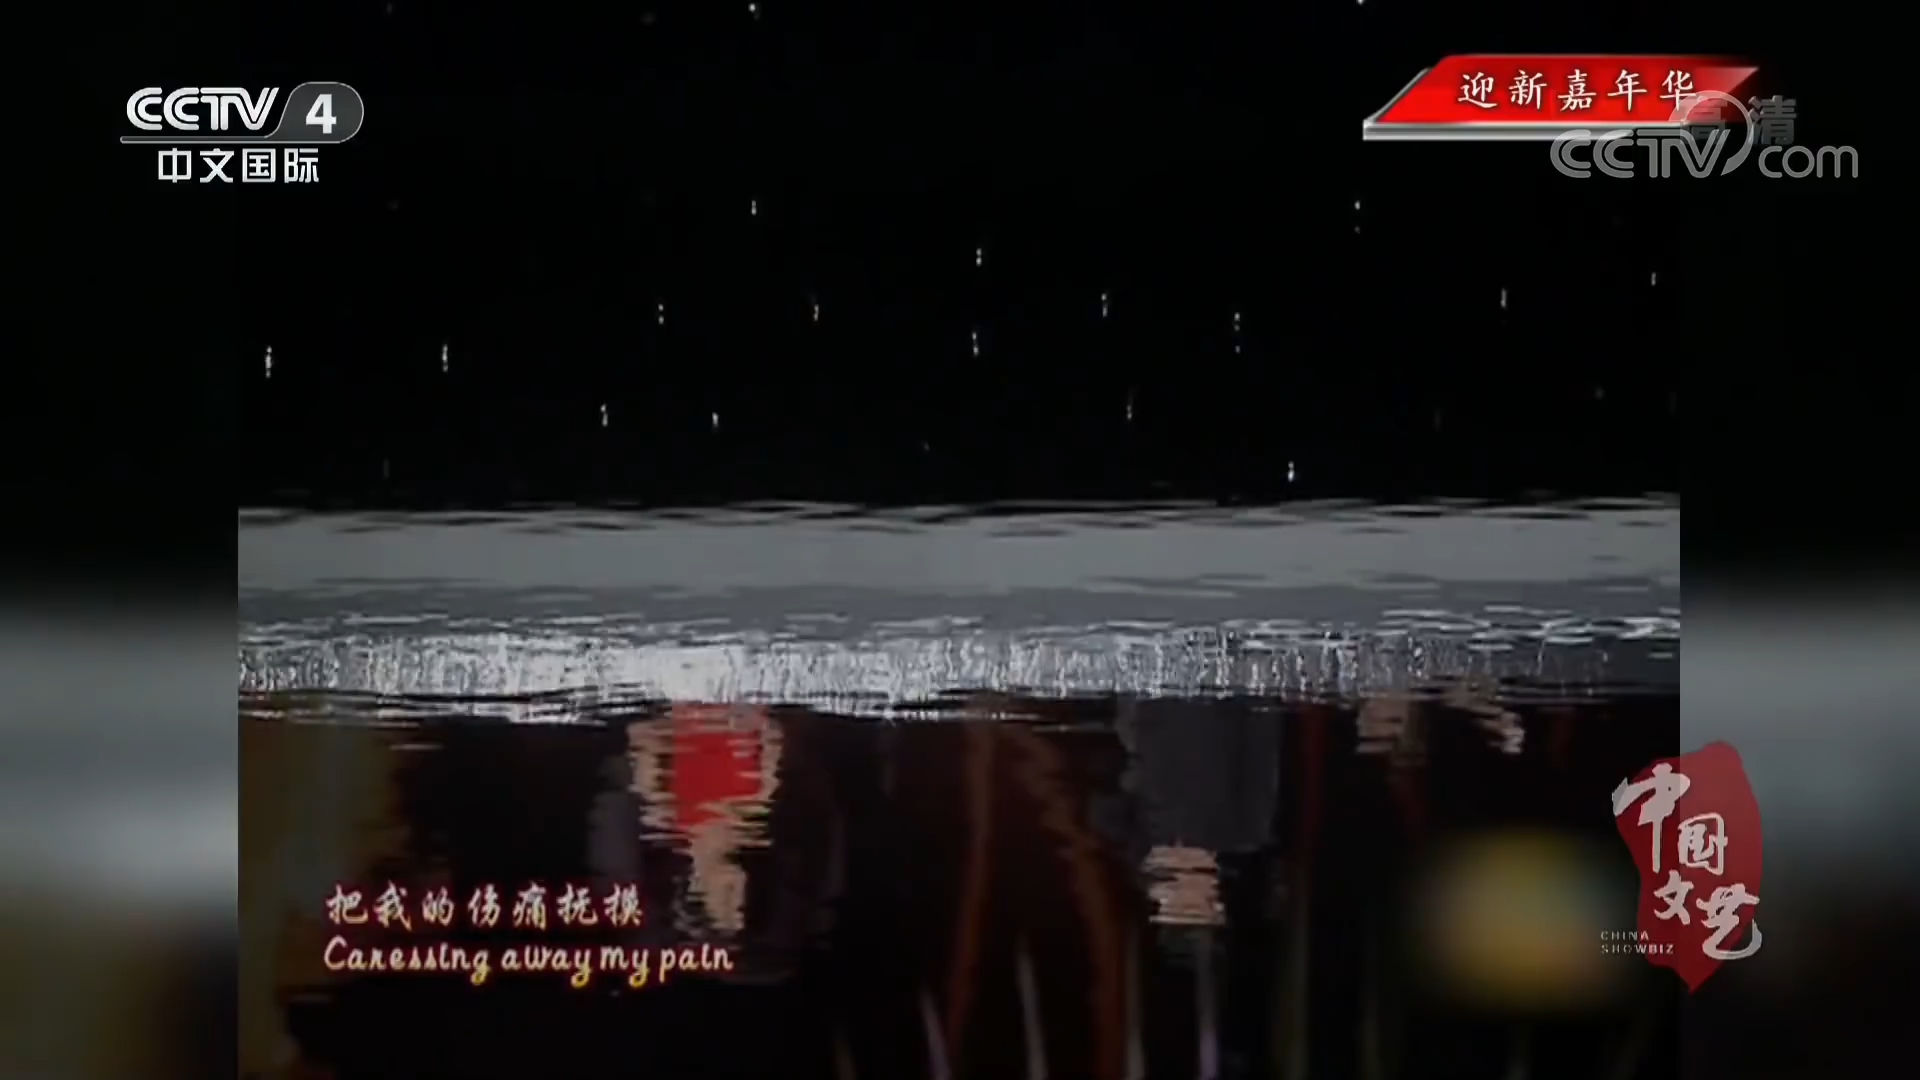 CCTV 4
中文国际
迎新嘉年华
高清
CCTV.com
中国文艺
CHINA
SHOWBIZ
把我的伤痛抚摸
Caressing away my pain